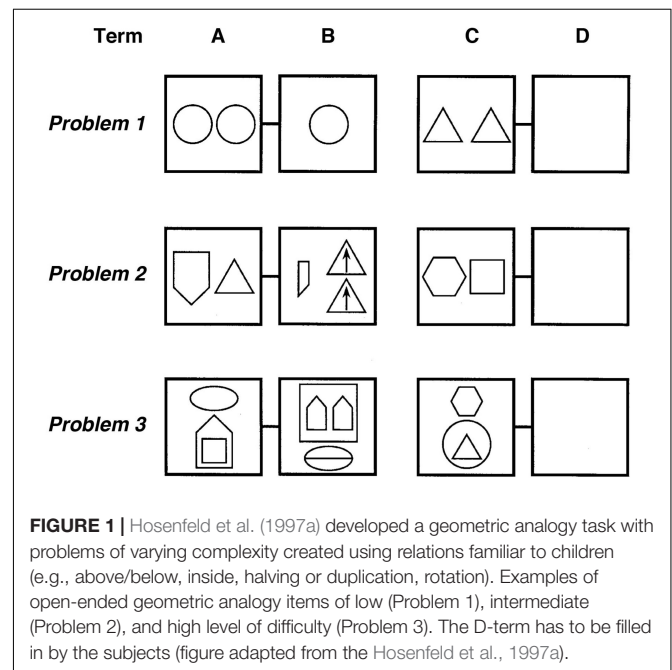 Term A B C D
Problem 1
Problem 2
Problem 3
FIGURE 1 | Hosenfeld et al. (1997a) developed a geometric analogy task with
problems of varying complexity created using relations familiar to children
(e.g., above/below, inside, halving or duplication, rotation). Examples of
open-ended geometric analogy items of low (Problem 1), intermediate
(Problem 2), and high level of difficulty (Problem 3). The D-term has to be filled
in by the subjects (figure adapted from the Hosenfeld et al., 1997a).